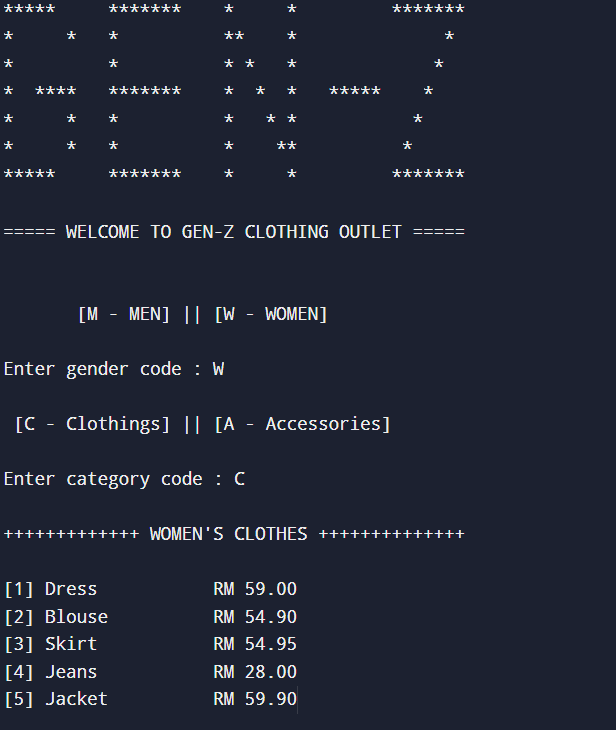 *****     *******    *     *         *******
*     *   *          **    *              *
*         *          * *   *             *
*  ****   *******    *  *  *   *****    *
*     *   *          *   * *           *
*     *   *          *    **          *
*****     *******    *     *         *******
===== WELCOME TO GEN-Z CLOTHING OUTLET =====
[M - MEN] || [W - WOMEN]
Enter gender code : W
[C - Clothings] || [A - Accessories]
Enter category code : C
+++++++++++++ WOMEN'S CLOTHES ++++++++++++++
[1] Dress           RM 59.00
[2] Blouse          RM 54.90
[3] Skirt           RM 54.95
[4] Jeans           RM 28.00
[5] Jacket          RM 59.90